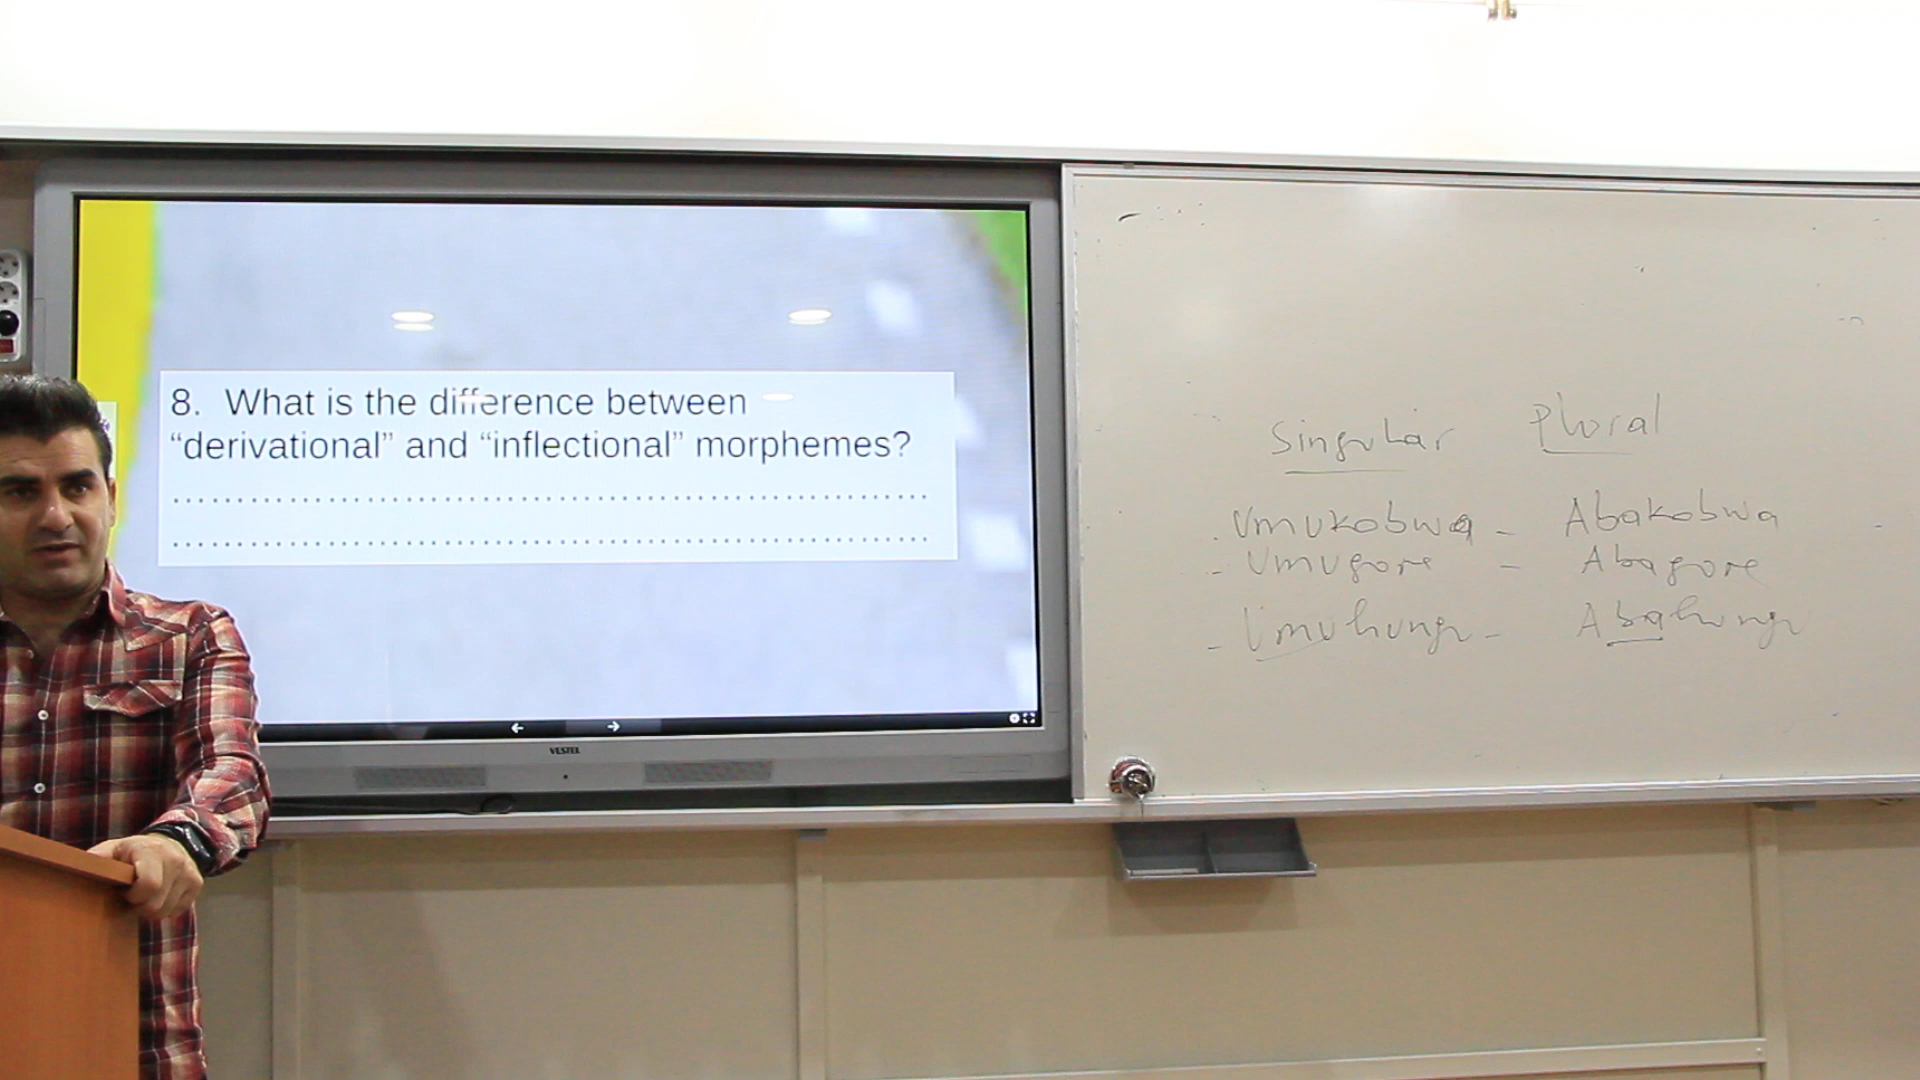 8. What is the difference between
“derivational” and “inflectional” morphemes?
VESTEL
Singular Plural
. Umukobwa - Abakobwa
- Umugore - Abagore
- Umuhungu - Abahungu